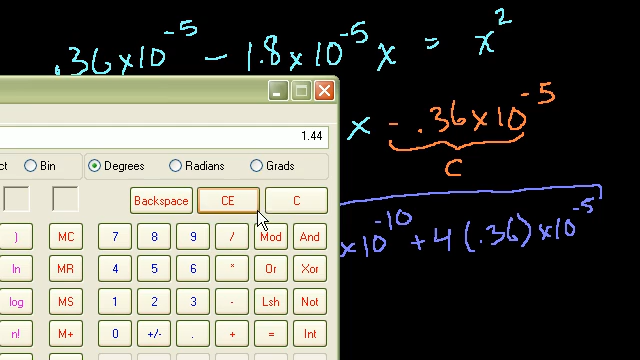 .36x10^-5 - 1.8x10^-5 x = x^2
x - .36x10^-5
C
x10^-10 + 4(.36)x10^-5
1.44
ct Bin Degrees Radians Grads
Backspace CE C
) MC 7 8 9 / Mod And
In MR 4 5 6 * Or Xor
log MS 1 2 3 - Lsh Not
n! M+ 0 +/- . + = Int